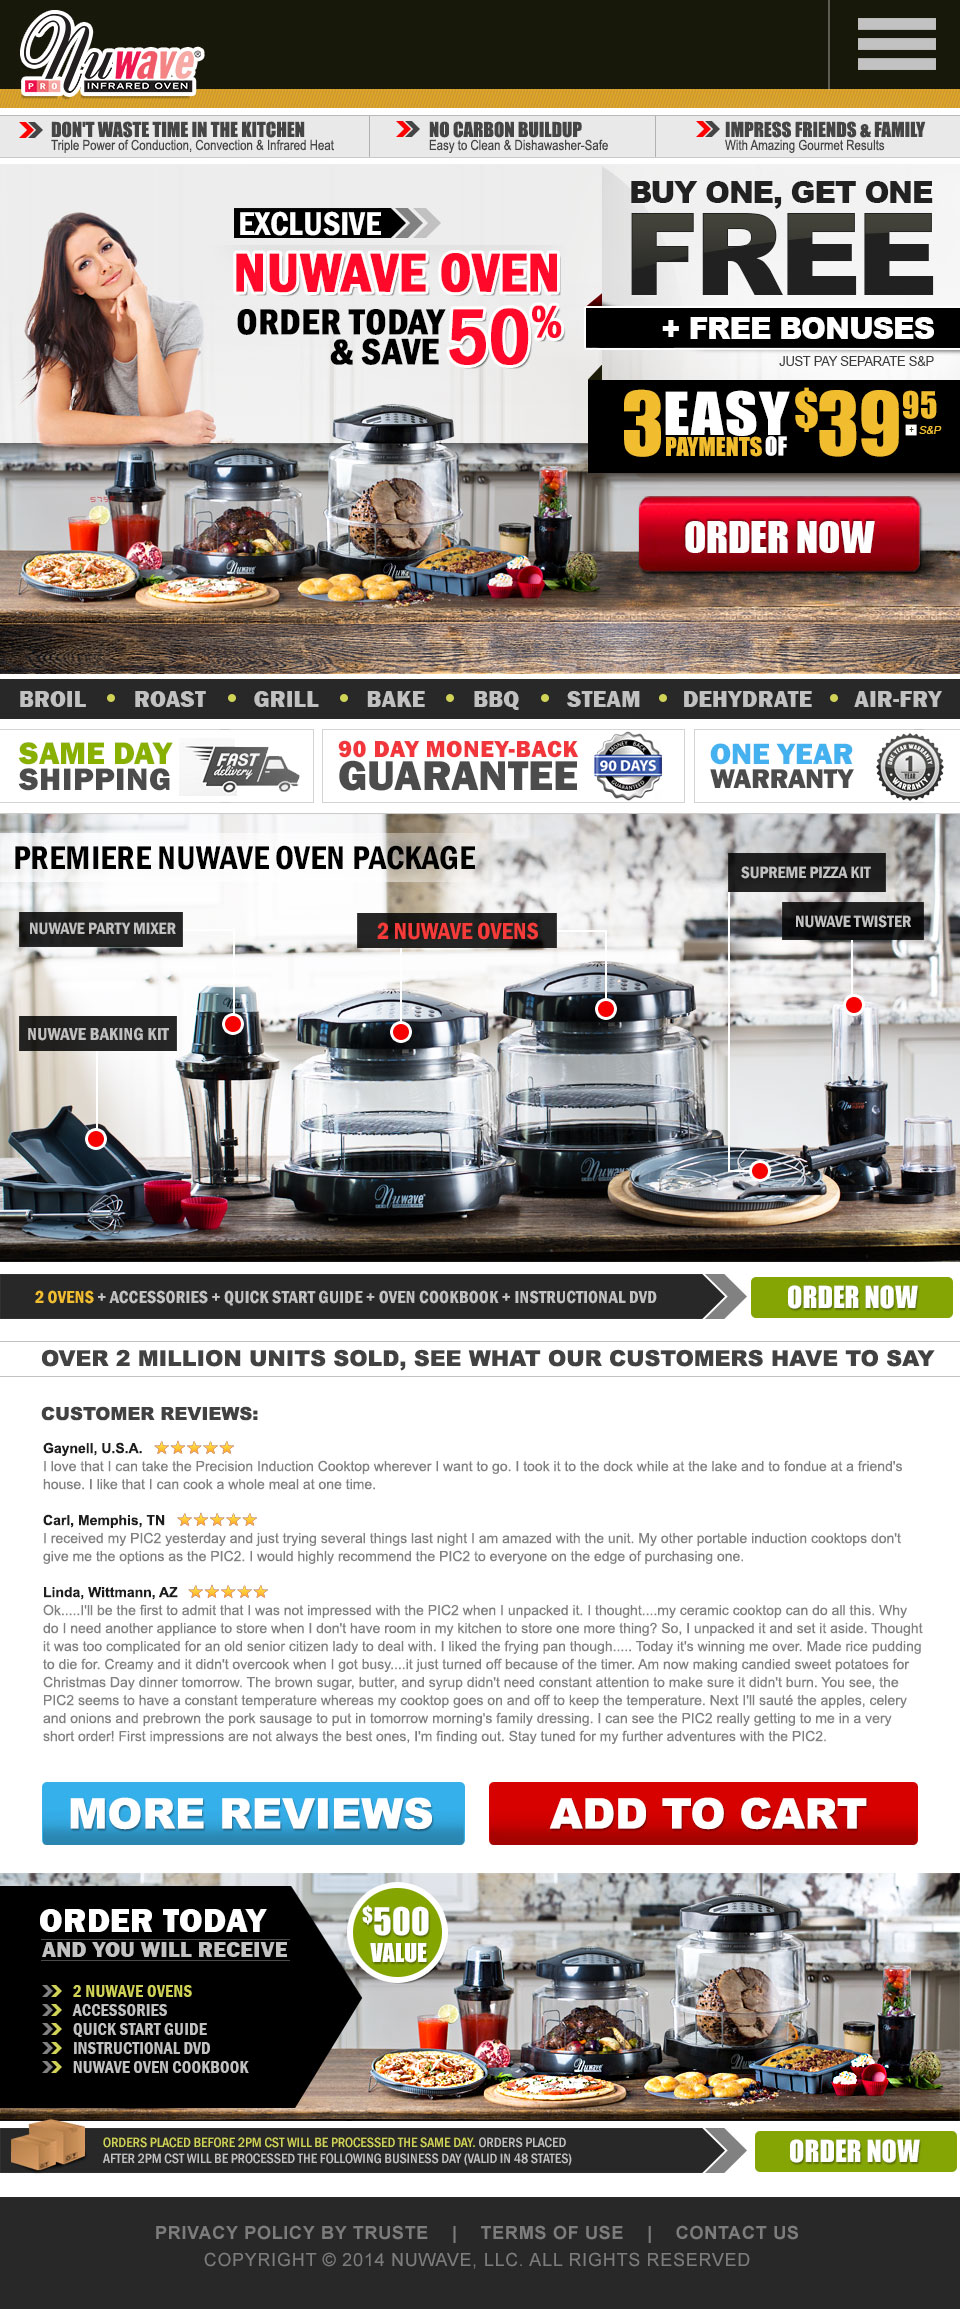 Nuwave®
PRO INFRARED OVEN
DON'T WASTE TIME IN THE KITCHEN
Triple Power of Conduction, Convection & Infrared Heat
NO CARBON BUILDUP
Easy to Clean & Dishawasher-Safe
IMPRESS FRIENDS & FAMILY
With Amazing Gourmet Results
EXCLUSIVE
NUWAVE OVEN
ORDER TODAY
& SAVE 50%
BUY ONE, GET ONE
FREE
+ FREE BONUSES
JUST PAY SEPARATE S&P
3 EASY PAYMENTS OF $39.95 + S&P
ORDER NOW
Nuwave
Nuwave
BROIL • ROAST • GRILL • BAKE • BBQ • STEAM • DEHYDRATE • AIR-FRY
SAME DAY
SHIPPING
FAST
delivery
90 DAY MONEY-BACK
GUARANTEE
MONEY BACK
90 DAYS
GUARANTEED
ONE YEAR
WARRANTY
ONE YEAR WARRANTY
1
YEAR
WARRANTY
PREMIERE NUWAVE OVEN PACKAGE
SUPREME PIZZA KIT
NUWAVE TWISTER
NUWAVE PARTY MIXER
2 NUWAVE OVENS
NUWAVE BAKING KIT
Nuwave
Nuwave
Nuwave
2 OVENS + ACCESSORIES + QUICK START GUIDE + OVEN COOKBOOK + INSTRUCTIONAL DVD
ORDER NOW
OVER 2 MILLION UNITS SOLD, SEE WHAT OUR CUSTOMERS HAVE TO SAY
CUSTOMER REVIEWS:
Gaynell, U.S.A.
I love that I can take the Precision Induction Cooktop wherever I want to go. I took it to the dock while at the lake and to fondue at a friend's
house. I like that I can cook a whole meal at one time.
Carl, Memphis, TN
I received my PIC2 yesterday and just trying several things last night I am amazed with the unit. My other portable induction cooktops don't
give me the options as the PIC2. I would highly recommend the PIC2 to everyone on the edge of purchasing one.
Linda, Wittmann, AZ
Ok.....I'll be the first to admit that I was not impressed with the PIC2 when I unpacked it. I thought....my ceramic cooktop can do all this. Why
do I need another appliance to store when I don't have room in my kitchen to store one more thing? So, I unpacked it and set it aside. Thought
it was too complicated for an old senior citizen lady to deal with. I liked the frying pan though..... Today it's winning me over. Made rice pudding
to die for. Creamy and it didn't overcook when I got busy....it just turned off because of the timer. Am now making candied sweet potatoes for
Christmas Day dinner tomorrow. The brown sugar, butter, and syrup didn't need constant attention to make sure it didn't burn. You see, the
PIC2 seems to have a constant temperature whereas my cooktop goes on and off to keep the temperature. Next I'll sauté the apples, celery
and onions and prebrown the pork sausage to put in tomorrow morning's family dressing. I can see the PIC2 really getting to me in a very
short order! First impressions are not always the best ones, I'm finding out. Stay tuned for my further adventures with the PIC2.
MORE REVIEWS
ADD TO CART
ORDER TODAY
AND YOU WILL RECEIVE
2 NUWAVE OVENS
ACCESSORIES
QUICK START GUIDE
INSTRUCTIONAL DVD
NUWAVE OVEN COOKBOOK
$500
VALUE
Nuwave
Nuwave
ORDERS PLACED BEFORE 2PM CST WILL BE PROCESSED THE SAME DAY. ORDERS PLACED
AFTER 2PM CST WILL BE PROCESSED THE FOLLOWING BUSINESS DAY (VALID IN 48 STATES)
ORDER NOW
PRIVACY POLICY BY TRUSTE | TERMS OF USE | CONTACT US
COPYRIGHT © 2014 NUWAVE, LLC. ALL RIGHTS RESERVED